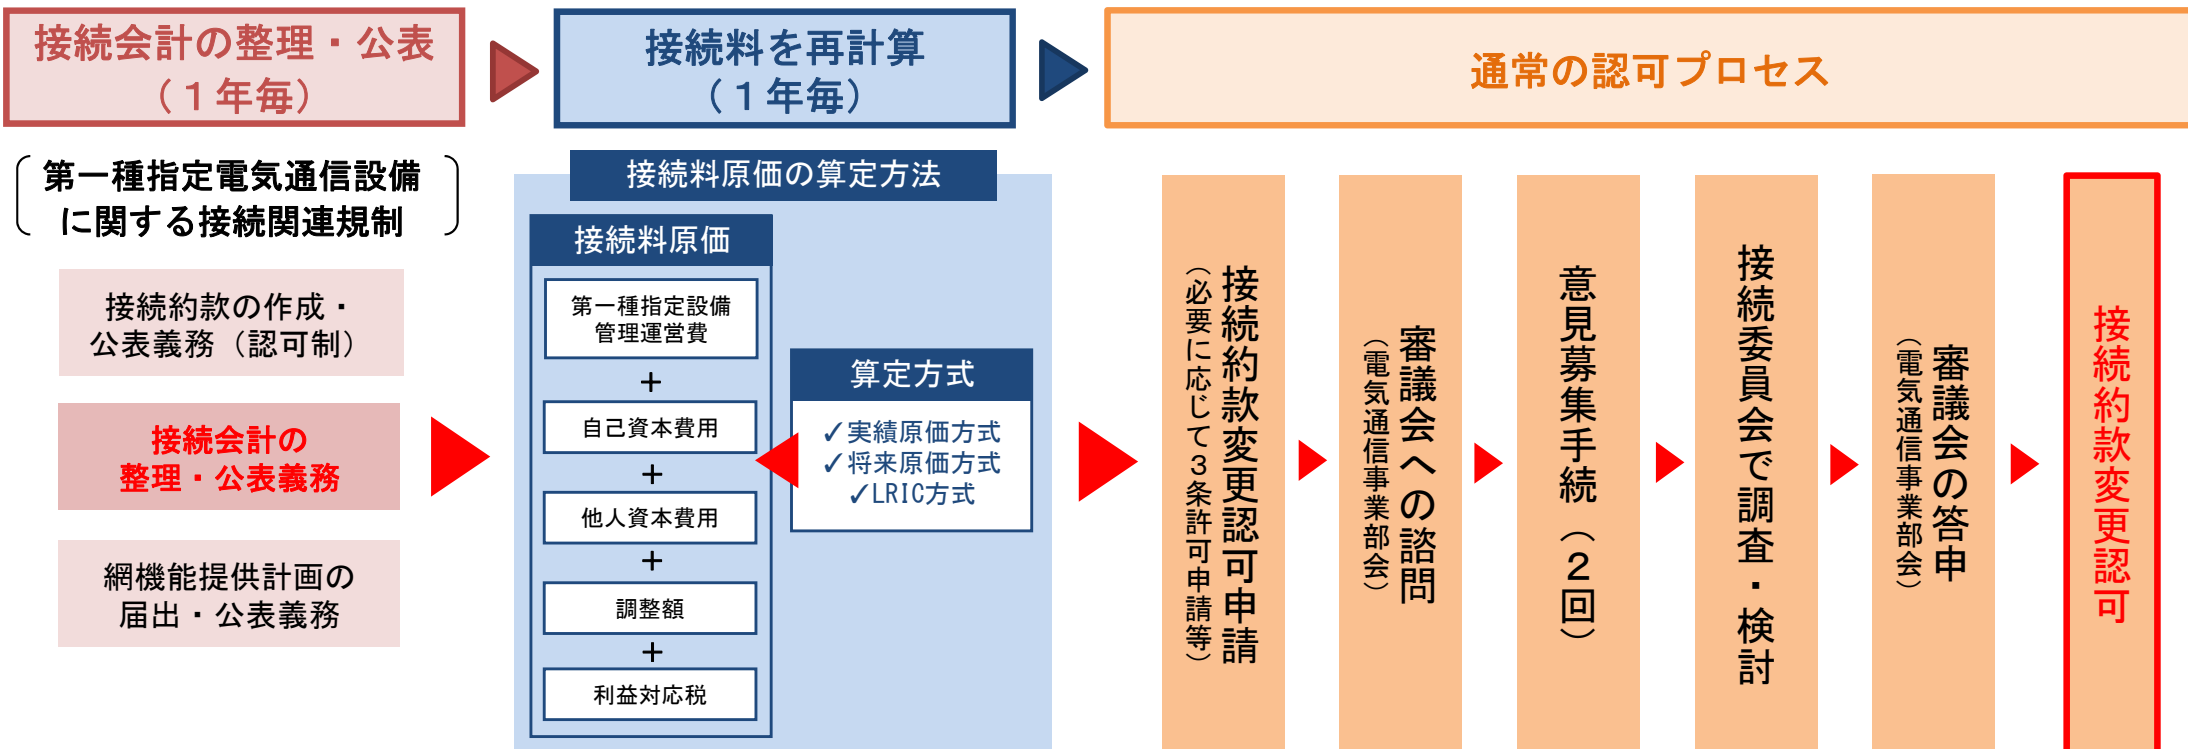 接続会計の整理・公表
（１年毎）
接続料を再計算
（１年毎）
通常の認可プロセス
第一種指定電気通信設備
に関する接続関連規制
接続約款の作成・
公表義務（認可制）
接続会計の
整理・公表義務
網機能提供計画の
届出・公表義務
接続料原価の算定方法
接続料原価
第一種指定設備
管理運営費
+
自己資本費用
+
他人資本費用
+
調整額
+
利益対応税
算定方式
✓実績原価方式
✓将来原価方式
✓LRIC方式
接続約款変更認可申請
（必要に応じて３条許可申請等）
審議会への諮問
（電気通信事業部会）
意見募集手続（２回）
接続委員会で調査・検討
審議会の答申
（電気通信事業部会）
接続約款変更認可